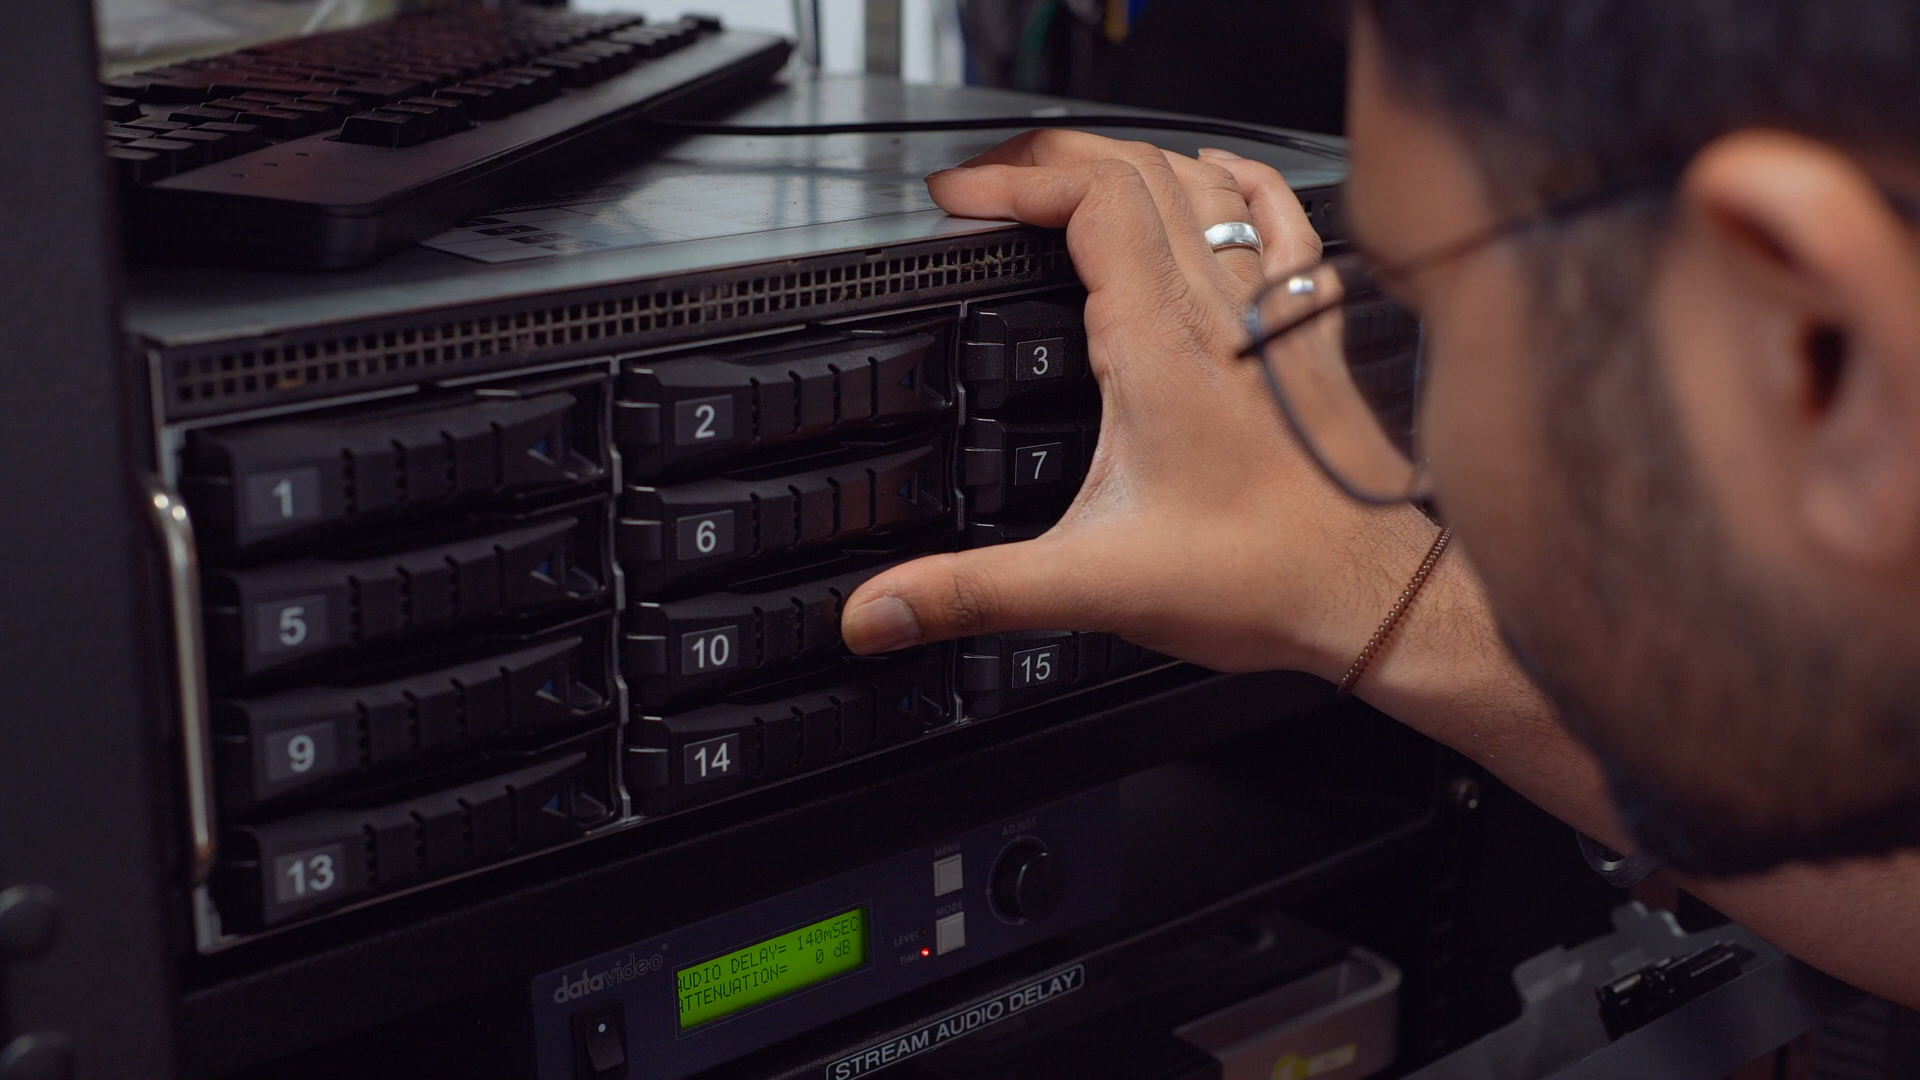 1
2
3
5
6
7
9
10
13
14
15
MENU
ADJUST
MODE
LEVEL
TIME
datavideo
AUDIO DELAY= 140mSEC
ATTENUATION= 0 dB
STREAM AUDIO DELAY